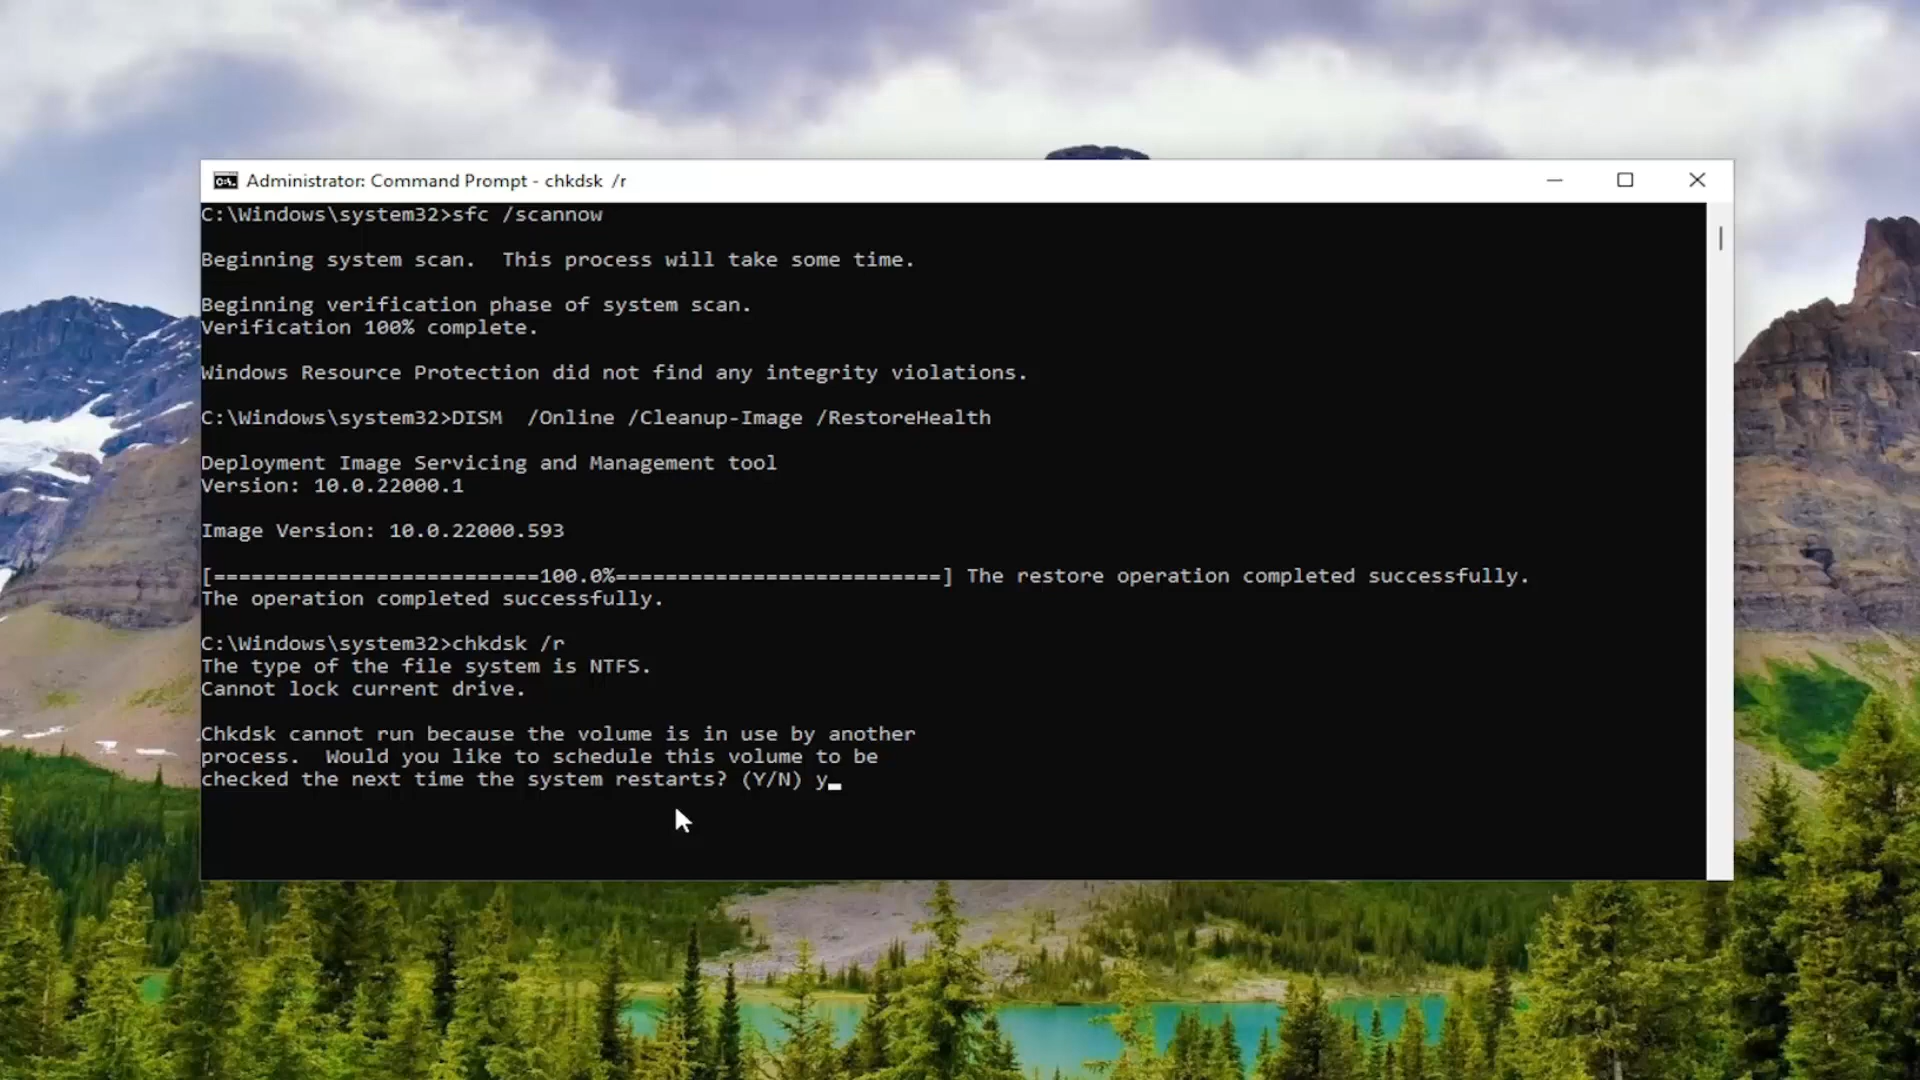 Administrator: Command Prompt - chkdsk /r
C:\Windows\system32>sfc /scannow
Beginning system scan.  This process will take some time.
Beginning verification phase of system scan.
Verification 100% complete.
Windows Resource Protection did not find any integrity violations.
C:\Windows\system32>DISM  /Online /Cleanup-Image /RestoreHealth
Deployment Image Servicing and Management tool
Version: 10.0.22000.1
Image Version: 10.0.22000.593
[==========================100.0%==========================] The restore operation completed successfully.
The operation completed successfully.
C:\Windows\system32>chkdsk /r
The type of the file system is NTFS.
Cannot lock current drive.
Chkdsk cannot run because the volume is in use by another
process.  Would you like to schedule this volume to be
checked the next time the system restarts? (Y/N) y